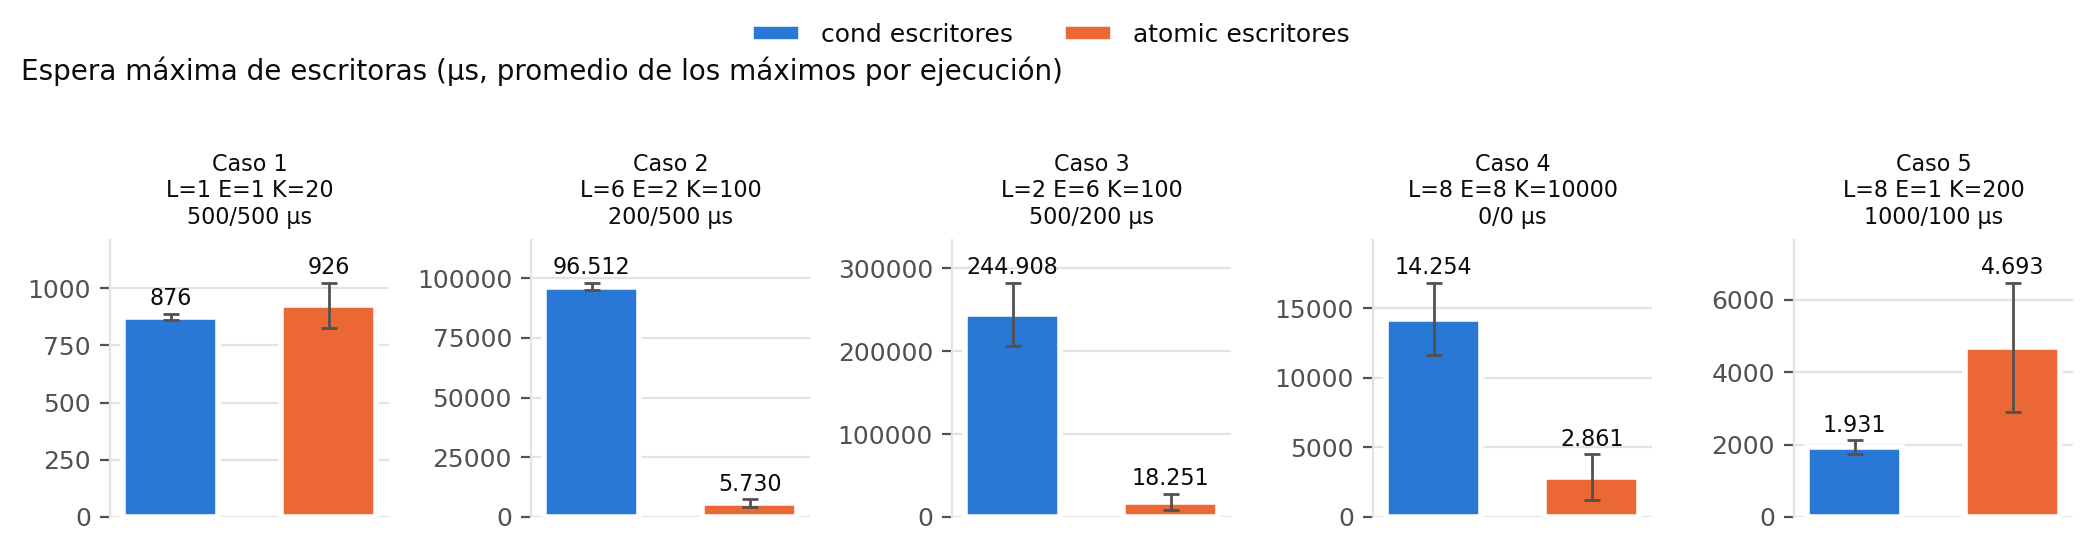 cond escritores
atomic escritores
Espera máxima de escritoras (µs, promedio de los máximos por ejecución)
Caso 1
L=1 E=1 K=20
500/500 µs
1000
750
500
250
0
876
926
Caso 2
L=6 E=2 K=100
200/500 µs
100000
75000
50000
25000
0
96.512
5.730
Caso 3
L=2 E=6 K=100
500/200 µs
300000
200000
100000
0
244.908
18.251
Caso 4
L=8 E=8 K=10000
0/0 µs
15000
10000
5000
0
14.254
2.861
Caso 5
L=8 E=1 K=200
1000/100 µs
6000
4000
2000
0
1.931
4.693